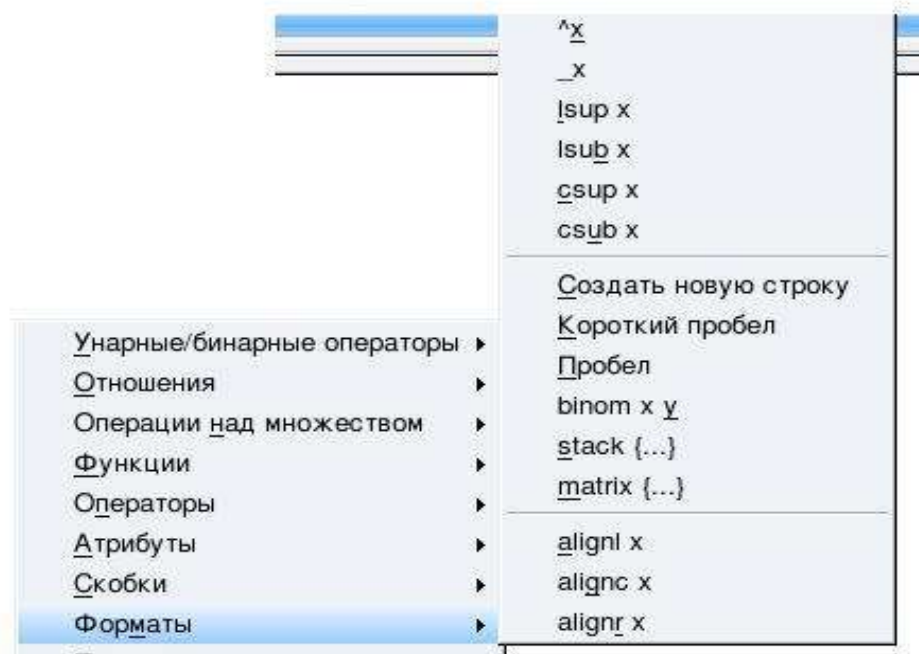 ^x
_x
lsup x
lsub x
csup x
csub x
Создать новую строку
Короткий пробел
Пробел
binom x y
stack {...}
matrix {...}
alignl x
alignc x
alignr x
Унарные/бинарные операторы
Отношения
Операции над множеством
Функции
Операторы
Атрибуты
Скобки
Форматы